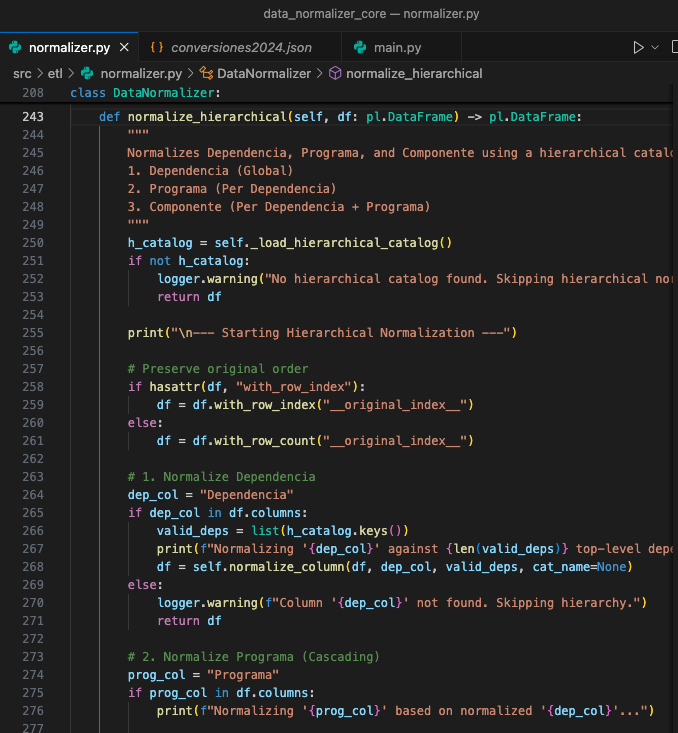 data_normalizer_core — normalizer.py
normalizer.py × {} conversiones2024.json main.py
src > etl > normalizer.py > DataNormalizer > normalize_hierarchical
208 class DataNormalizer:
243 def normalize_hierarchical(self, df: pl.DataFrame) -> pl.DataFrame:
244 """
245 Normalizes Dependencia, Programa, and Componente using a hierarchical catalo
246 1. Dependencia (Global)
247 2. Programa (Per Dependencia)
248 3. Componente (Per Dependencia + Programa)
249 """
250 h_catalog = self._load_hierarchical_catalog()
251 if not h_catalog:
252 logger.warning("No hierarchical catalog found. Skipping hierarchical nor
253 return df
254
255 print("\n--- Starting Hierarchical Normalization ---")
256
257 # Preserve original order
258 if hasattr(df, "with_row_index"):
259 df = df.with_row_index("__original_index__")
260 else:
261 df = df.with_row_count("__original_index__")
262
263 # 1. Normalize Dependencia
264 dep_col = "Dependencia"
265 if dep_col in df.columns:
266 valid_deps = list(h_catalog.keys())
267 print(f"Normalizing '{dep_col}' against {len(valid_deps)} top-level depe
268 df = self.normalize_column(df, dep_col, valid_deps, cat_name=None)
269 else:
270 logger.warning(f"Column '{dep_col}' not found. Skipping hierarchy.")
271 return df
272
273 # 2. Normalize Programa (Cascading)
274 prog_col = "Programa"
275 if prog_col in df.columns:
276 print(f"Normalizing '{prog_col}' based on normalized '{dep_col}'...")
277